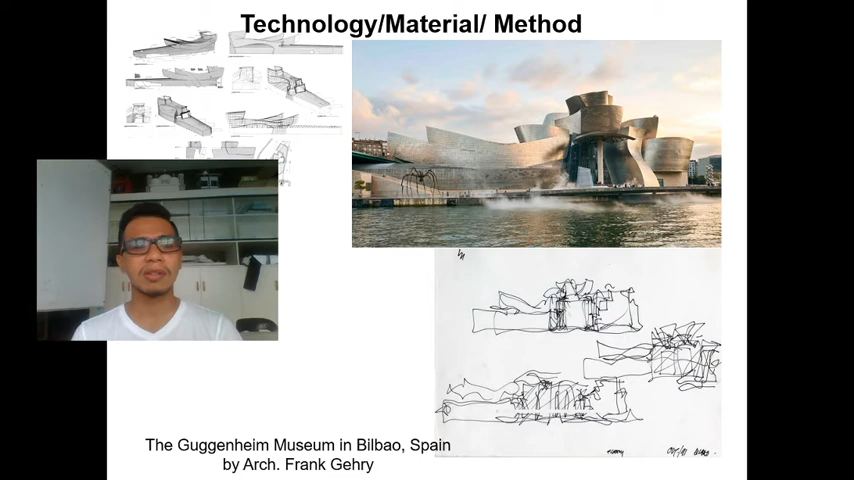 Technology/Material/ Method
The Guggenheim Museum in Bilbao, Spain
by Arch. Frank Gehry